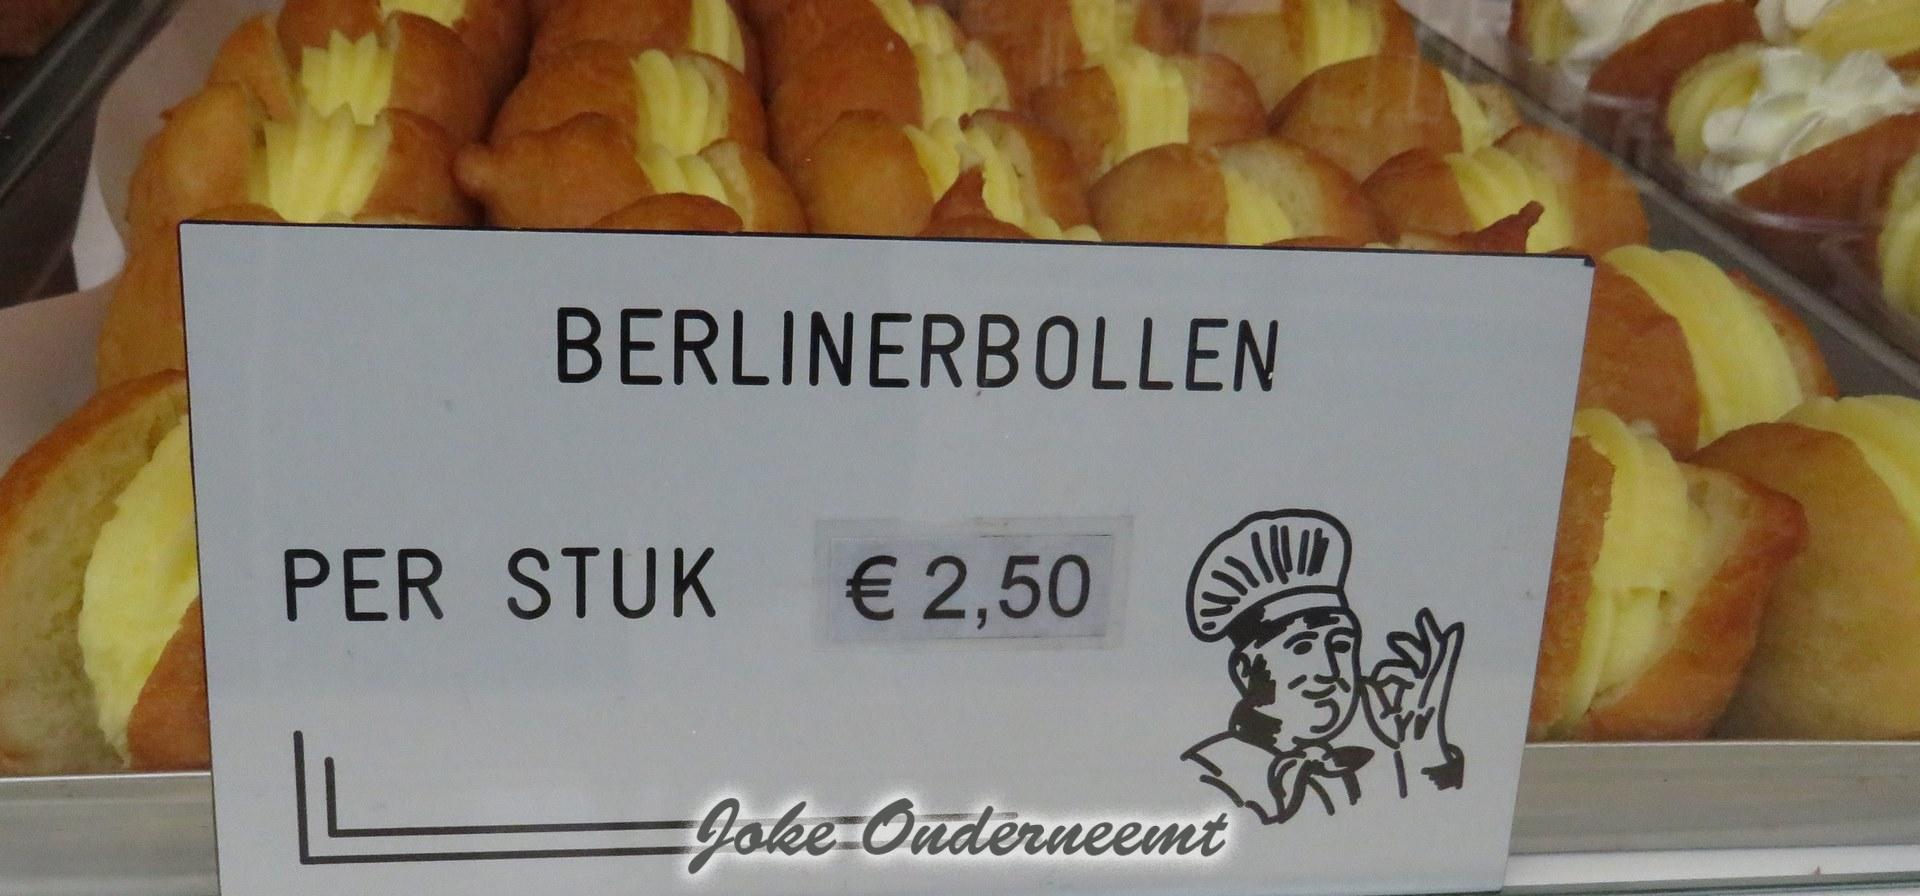 BERLINERBOLLEN
PER STUK € 2,50
Joke Onderneemt